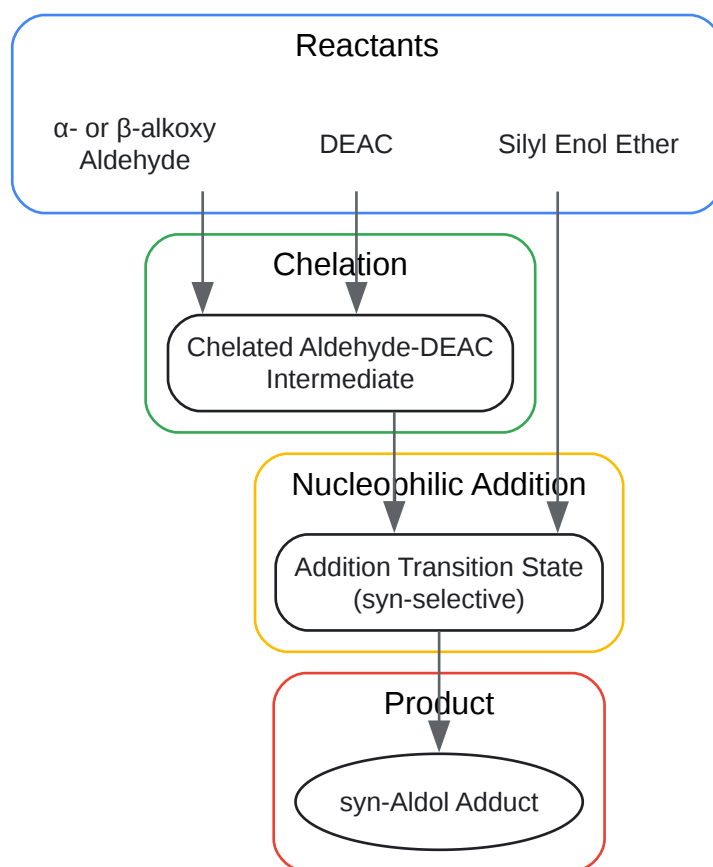 Reactants
α- or β-alkoxy
Aldehyde
DEAC
Silyl Enol Ether
Chelation
Chelated Aldehyde-DEAC
Intermediate
Nucleophilic Addition
Addition Transition State
(syn-selective)
Product
syn-Aldol Adduct